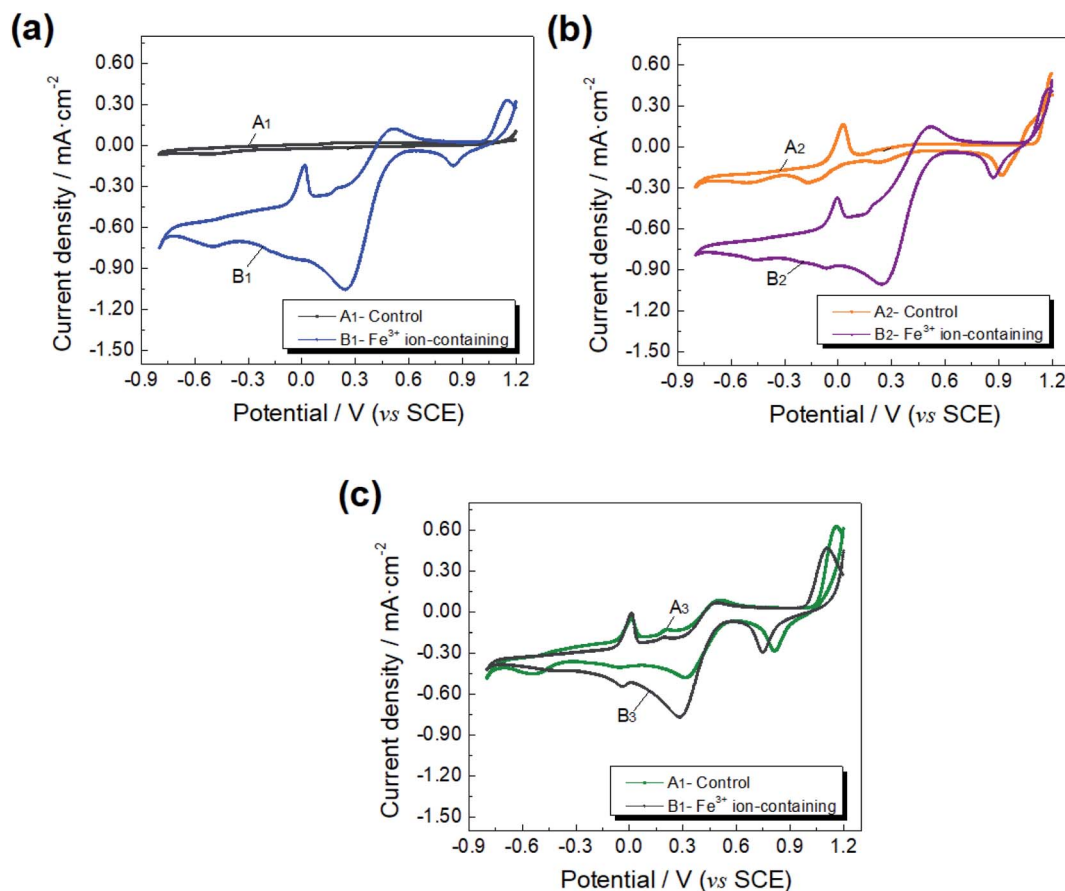 (a)
0.60
0.30
0.00
-0.30
-0.60
-0.90
-1.20
-1.50
Current density / mA·cm⁻²
A₁
B₁
A₁- Control
B₁- Fe³⁺ ion-containing
-0.9 -0.6 -0.3 0.0 0.3 0.6 0.9 1.2
Potential / V (vs SCE)
(b)
0.60
0.30
0.00
-0.30
-0.60
-0.90
-1.20
-1.50
Current density / mA·cm⁻²
A₂
B₂
A₂- Control
B₂- Fe³⁺ ion-containing
-0.9 -0.6 -0.3 0.0 0.3 0.6 0.9 1.2
Potential / V (vs SCE)
(c)
0.60
0.30
0.00
-0.30
-0.60
-0.90
-1.20
-1.50
Current density / mA·cm⁻²
A₃
B₃
A₁- Control
B₁- Fe³⁺ ion-containing
-0.9 -0.6 -0.3 0.0 0.3 0.6 0.9 1.2
Potential / V (vs SCE)